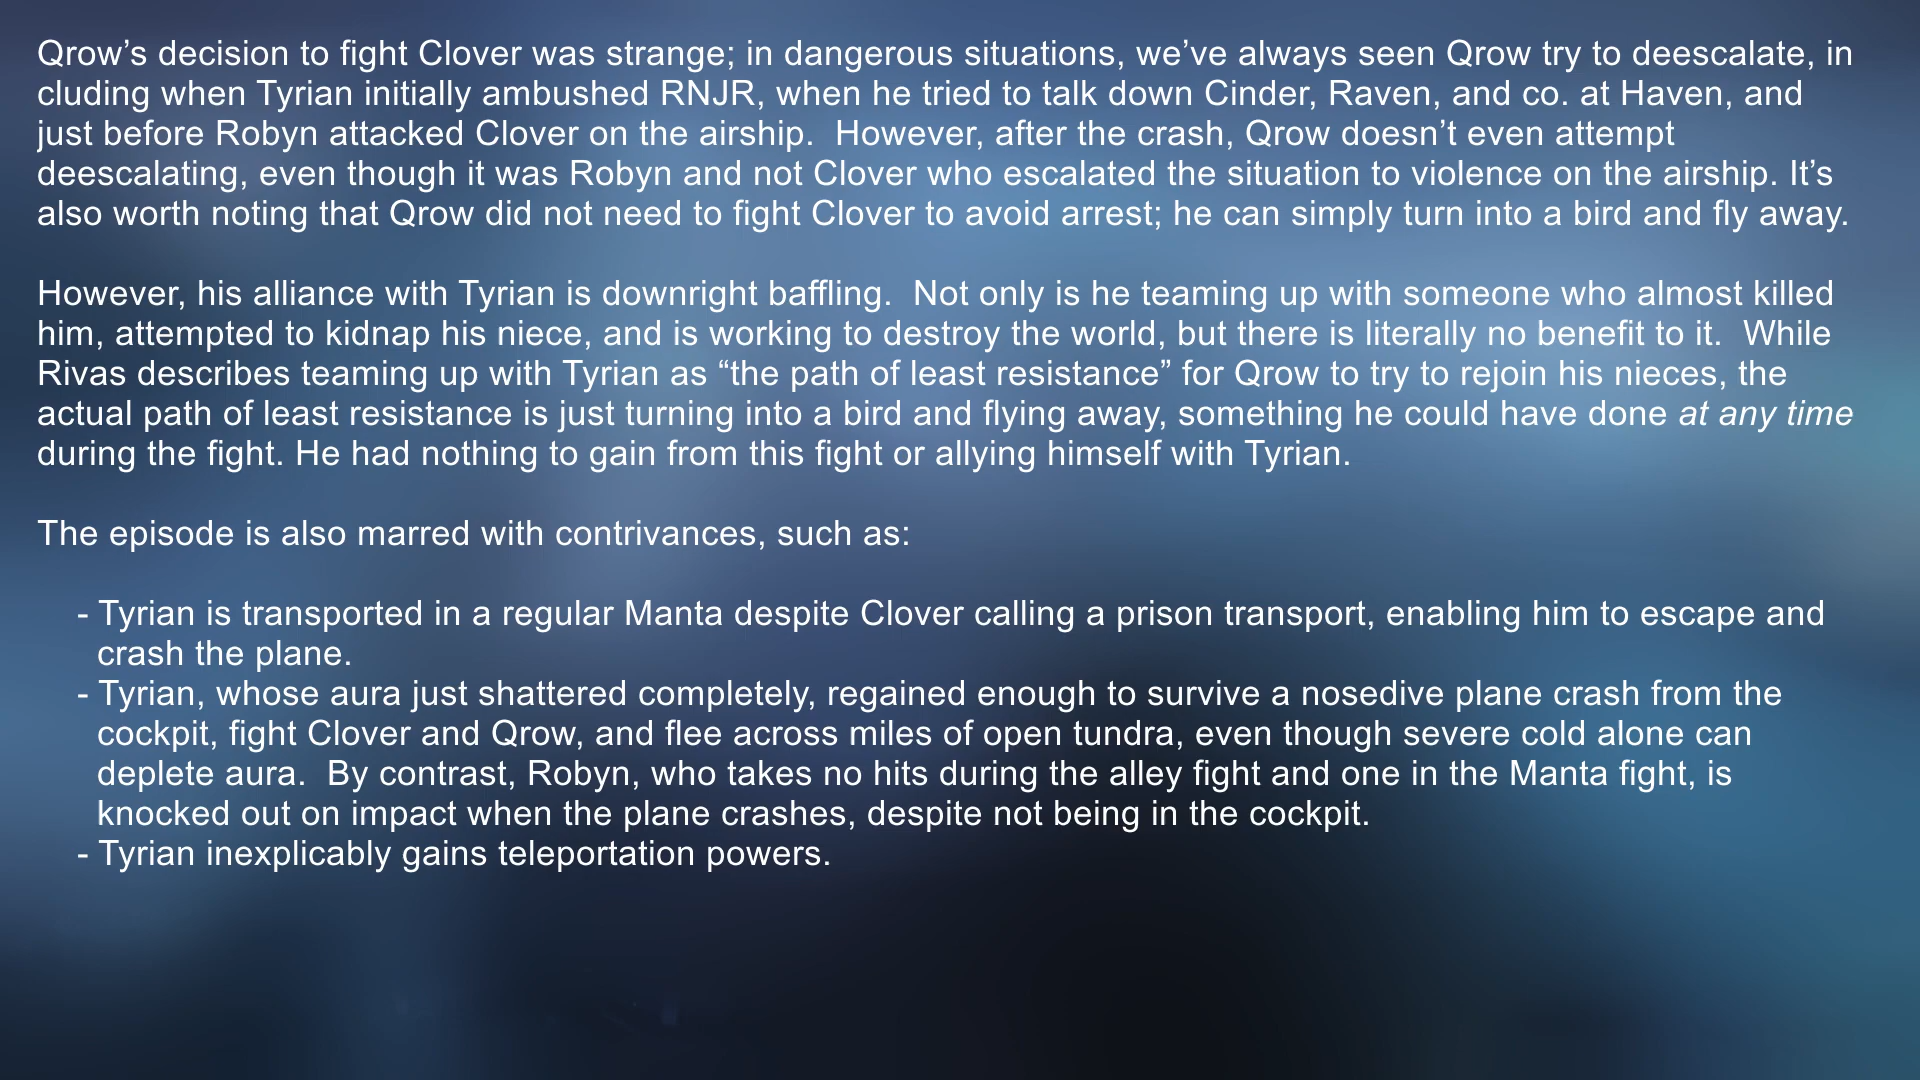 Qrow’s decision to fight Clover was strange; in dangerous situations, we’ve always seen Qrow try to deescalate, in
cluding when Tyrian initially ambushed RNJR, when he tried to talk down Cinder, Raven, and co. at Haven, and
just before Robyn attacked Clover on the airship.  However, after the crash, Qrow doesn’t even attempt
deescalating, even though it was Robyn and not Clover who escalated the situation to violence on the airship. It’s
also worth noting that Qrow did not need to fight Clover to avoid arrest; he can simply turn into a bird and fly away.
However, his alliance with Tyrian is downright baffling.  Not only is he teaming up with someone who almost killed
him, attempted to kidnap his niece, and is working to destroy the world, but there is literally no benefit to it.  While
Rivas describes teaming up with Tyrian as “the path of least resistance” for Qrow to try to rejoin his nieces, the
actual path of least resistance is just turning into a bird and flying away, something he could have done at any time
during the fight. He had nothing to gain from this fight or allying himself with Tyrian.
The episode is also marred with contrivances, such as:
- Tyrian is transported in a regular Manta despite Clover calling a prison transport, enabling him to escape and
crash the plane.
- Tyrian, whose aura just shattered completely, regained enough to survive a nosedive plane crash from the
cockpit, fight Clover and Qrow, and flee across miles of open tundra, even though severe cold alone can
deplete aura.  By contrast, Robyn, who takes no hits during the alley fight and one in the Manta fight, is
knocked out on impact when the plane crashes, despite not being in the cockpit.
- Tyrian inexplicably gains teleportation powers.